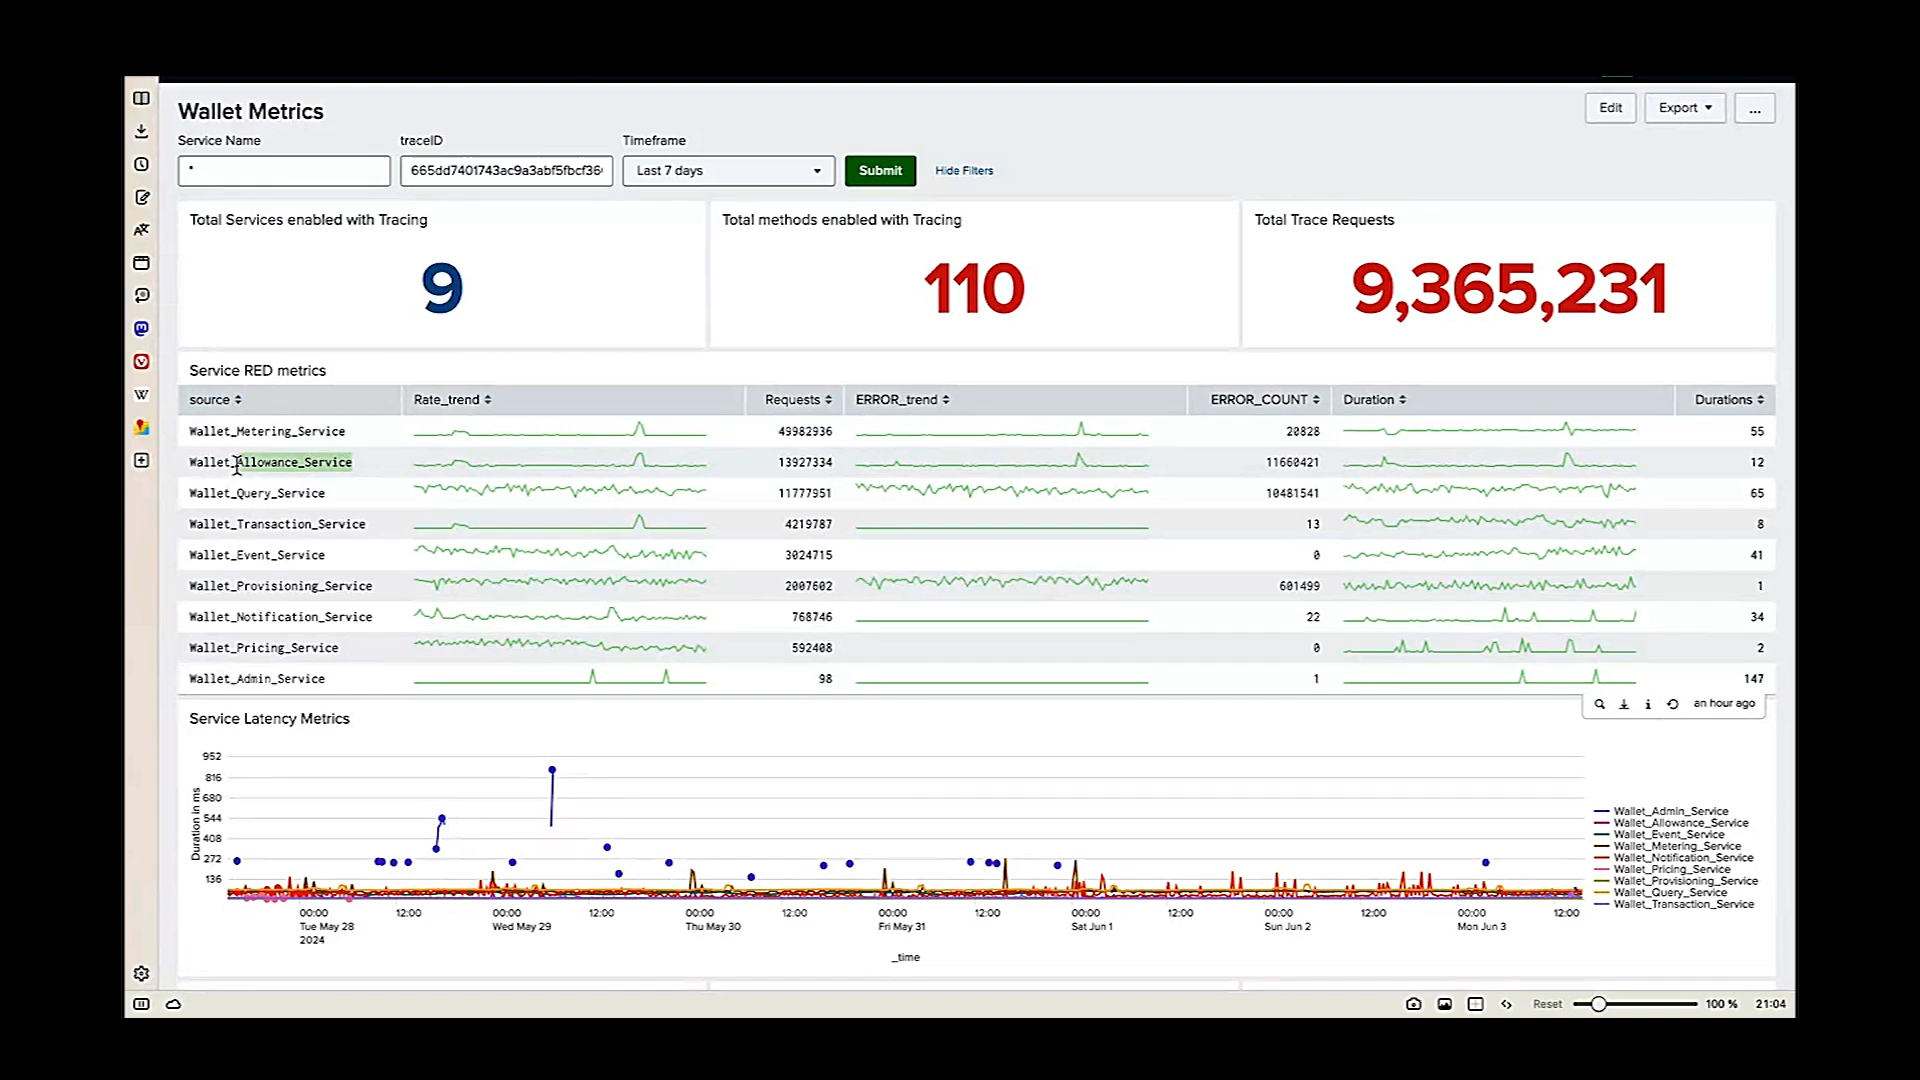 Wallet Metrics
Edit
Export
...
Service Name
traceID
Timeframe
*
665dd7401743ac9a3abf5fbcf36
Last 7 days
Submit
Hide Filters
Total Services enabled with Tracing
Total methods enabled with Tracing
Total Trace Requests
9
110
9,365,231
Service RED metrics
source Rate_trend Requests ERROR_trend ERROR_COUNT Duration Durations
Wallet_Metering_Service 49982936 20828 55
Wallet_Allowance_Service 13927334 11660421 12
Wallet_Query_Service 11777951 10481541 65
Wallet_Transaction_Service 4219787 13 8
Wallet_Event_Service 3024715 0 41
Wallet_Provisioning_Service 2007602 601499 1
Wallet_Notification_Service 768746 22 34
Wallet_Pricing_Service 592408 0 2
Wallet_Admin_Service 98 1 147
an hour ago
Service Latency Metrics
Duration in ms
952
816
680
544
408
272
136
00:00 12:00 00:00 12:00 00:00 12:00 00:00 12:00 00:00 12:00 00:00 12:00 00:00 12:00
Tue May 28 Wed May 29 Thu May 30 Fri May 31 Sat Jun 1 Sun Jun 2 Mon Jun 3
2024
_time
Wallet_Admin_Service
Wallet_Allowance_Service
Wallet_Event_Service
Wallet_Metering_Service
Wallet_Notification_Service
Wallet_Pricing_Service
Wallet_Provisioning_Service
Wallet_Query_Service
Wallet_Transaction_Service
Reset
100 %
21:04